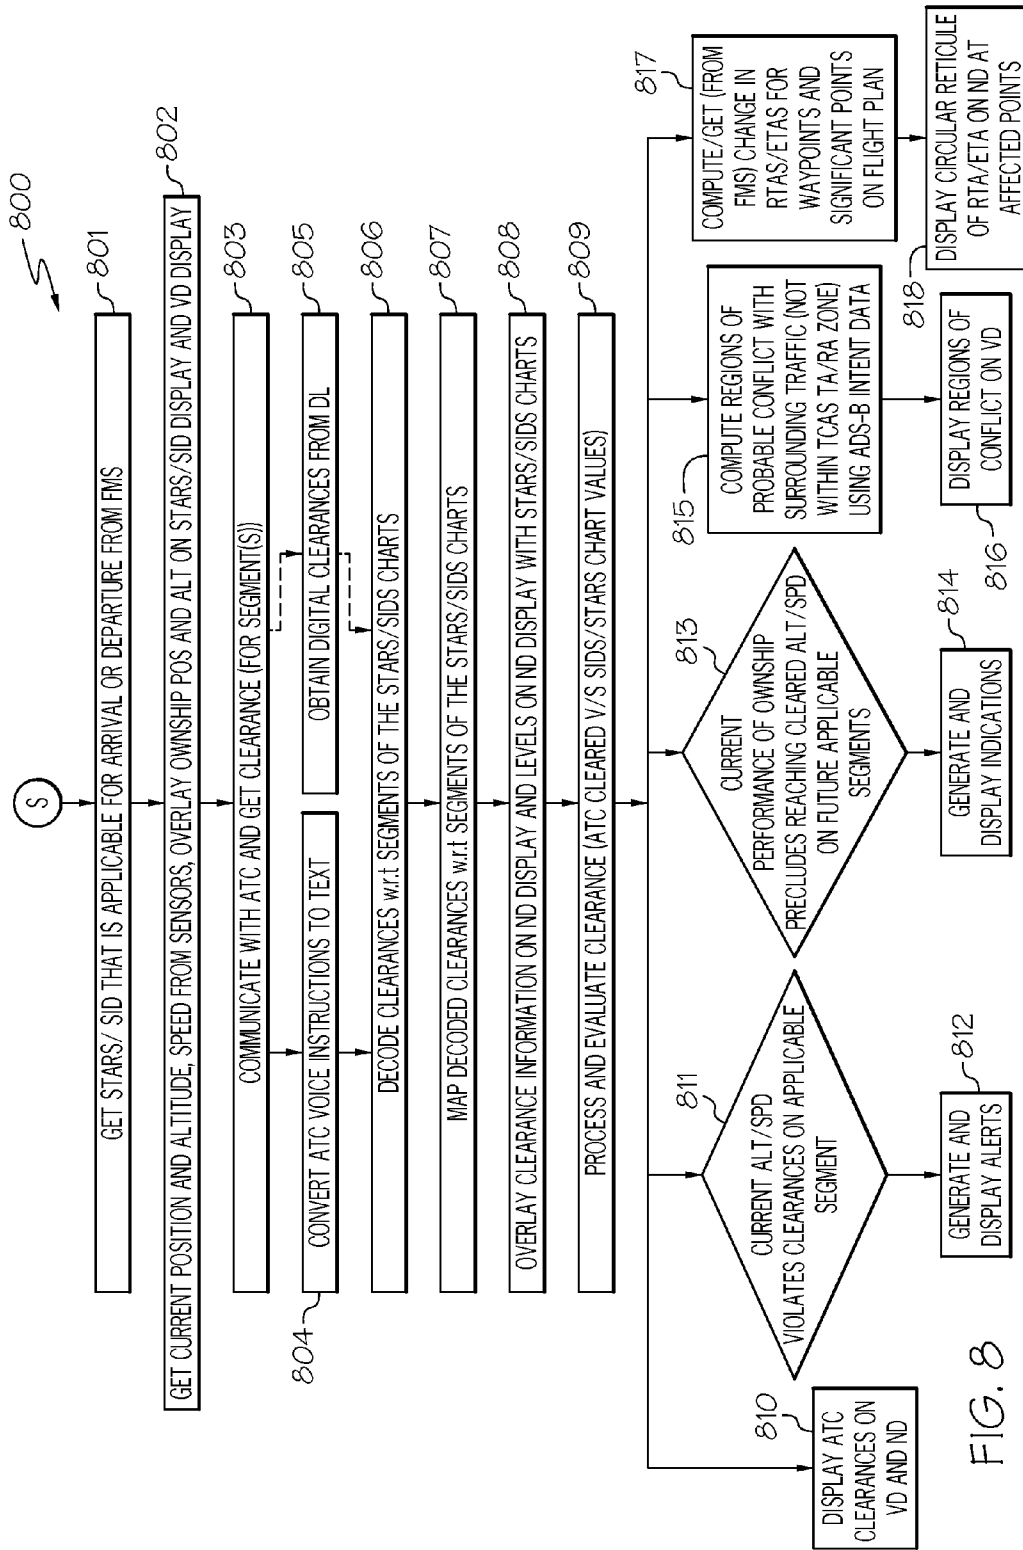 800
S
GET STARS/ SID THAT IS APPLICABLE FOR ARRIVAL OR DEPARTURE FROM FMS
801
GET CURRENT POSITION AND ALTITUDE, SPEED FROM SENSORS, OVERLAY OWNSHIP POS AND ALT ON STARS/SID DISPLAY AND VD DISPLAY
802
COMMUNICATE WITH ATC AND GET CLEARANCE (FOR SEGMENT(S))
803
CONVERT ATC VOICE INSTRUCTIONS TO TEXT
804
OBTAIN DIGITAL CLEARANCES FROM DL
805
DECODE CLEARANCES w.r.t SEGMENTS OF THE STARS/SIDS CHARTS
806
MAP DECODED CLEARANCES w.r.t SEGMENTS OF THE STARS/SIDS CHARTS
807
OVERLAY CLEARANCE INFORMATION ON ND DISPLAY AND LEVELS ON ND DISPLAY WITH STARS/SIDS CHARTS
808
PROCESS AND EVALUATE CLEARANCE (ATC CLEARED V/S SIDS/STARS CHART VALUES)
809
810
DISPLAY ATC
CLEARANCES ON
VD AND ND
811
CURRENT ALT/SPD
VIOLATES CLEARANCES ON APPLICABLE
SEGMENT
812
GENERATE AND
DISPLAY ALERTS
813
CURRENT
PERFORMANCE OF OWNSHIP
PRECLUDES REACHING CLEARED ALT/SPD
ON FUTURE APPLICABLE
SEGMENTS
814
GENERATE AND
DISPLAY INDICATIONS
815
COMPUTE REGIONS OF
PROBABLE CONFLICT WITH
SURROUNDING TRAFFIC (NOT
WITHIN TCAS TA/RA ZONE)
USING ADS-B INTENT DATA
816
DISPLAY REGIONS OF
CONFLICT ON VD
817
COMPUTE/GET (FROM
FMS) CHANGE IN
RTAS/ETAS FOR
WAYPOINTS AND
SIGNIFICANT POINTS
ON FLIGHT PLAN
818
DISPLAY CIRCULAR RETICULE
OF RTA/ETA ON ND AT
AFFECTED POINTS
FIG. 8